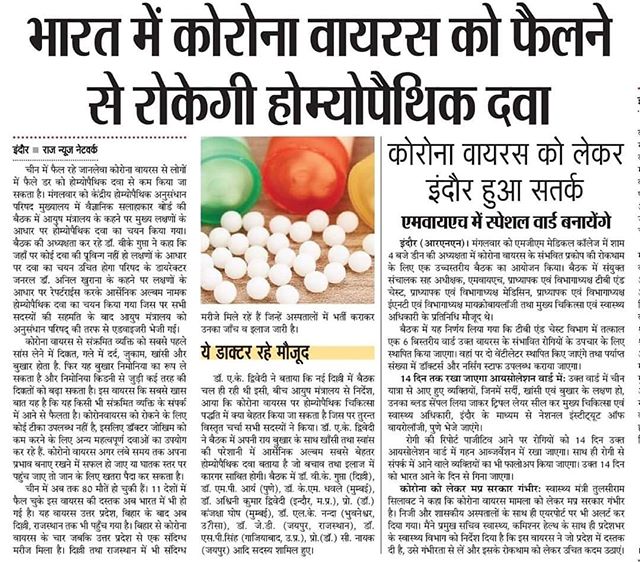 भारत में कोरोना वायरस को फैलने
से रोकेगी होम्योपैथिक दवा
इंदौर ■ राज न्यूज नेटवर्क
चीन में फैल रहे जानलेवा कोरोना वायरस से लोगों
में फैले डर को होम्योपैथिक दवा से कम किया जा
सकता है। मंगलवार को केंद्रीय होम्योपैथिक अनुसंधान
परिषद मुख्यालय में वैज्ञानिक सलाहकार बोर्ड की
बैठक में आयुष मंत्रालय के कहने पर मुख्य लक्षणों के
आधार पर होम्योपैथिक दवा का चयन किया गया।
बैठक की अध्यक्षता कर रहे डॉ. वीके गुप्ता ने कहा कि
जहाँ पर कोई दवा की प्रूविन्ग नहीं हो लक्षणों के आधार
पर दवा का चयन उचित होगा परिषद के डायरेक्टर
जनरल डॉ. अनिल खुराना के कहने पर लक्षणों के
आधार पर रेपर्टराईज करके आर्सेनिक अल्बम नामक
होम्योपैथिक दवा का चयन किया गया जिस पर सभी
सदस्यों की सहमति के बाद आयुष मंत्रालय को
अनुसंधान परिषद् की तरफ से एडवाइजरी भेजी गई।
कोरोना वायरस से संक्रमित व्यक्ति को सबसे पहले
सांस लेने में दिक्कत, गले में दर्द, जुकाम, खांसी और
बुखार होता है. फिर यह बुखार निमोनिया का रूप ले
सकता है और निमोनिया किडनी से जुड़ी कई तरह की
दिक्कतों को बढ़ा सकता है। इस वायरस कि सबसे खास
बात यह है कि यह किसी भी संक्रमित व्यक्ति के संपर्क
में आने से फैलता है। कोरोनवायरस को रोकने के लिए
कोई टीका उपलब्ध नहीं है, इसलिए डॉक्टर जोखिम को
कम करने के लिए अन्य महत्वपूर्ण दवाओं का उपयोग
कर रहे हैं. कोरोना वायरस अगर लंबे समय तक अपना
प्रभाव बनाए रखने में सफल हो जाए या घातक स्तर पर
पहुंच जाए तो जान के लिए खतरा पैदा कर सकता है।
चीन में अब तक ८० मौते हो चुकी हैं। 11 देशों में
फैल चुके इस वायरस की दस्तक अब भारत में भी हो
गई है। यह वायरस उत्तर प्रदेश, बिहार के बाद अब
दिल्ली, राजस्थान तक भी पहुँच गया है। बिहार से कोरोना
वायरस के चार जबकि उत्तर प्रदेश से एक संदिग्ध
मरीज मिला है। दिल्ली तथा राजस्थान में भी संदिग्ध
मरीजे मिल रहे हैं जिन्हें अस्पतालों में भर्ती कराकर
उनका जाँच व इलाज जारी है।
ये डाक्टर रहे मौजूद
डॉ. ए.के. द्विवेदी ने बताया कि नई दिल्ली में बैठक
चल ही रही थी इसी, बीच आयुष मंत्रालय से निर्देश,
आया कि कोरोना वायरस पर होम्योपैथिक चिकित्सा
पद्धति में क्या बेहतर किया जा सकता है जिस पर तुरन्त
विस्तृत चर्चा सभी सदस्यों ने किया। डॉ. ए.के. द्विवेदी
ने बैठक में अपनी राय बुखार के साथ खाँसी तथा स्वांस
की परेशानी में आर्सेनिक अल्बम सबसे बेहतर
होम्योपैथिक दवा बताया है जो बचाव तथा इलाज में
कारगर साबित होगी। बैठक में डॉ. वी.के. गुप्ता (दिल्ली),
डॉ. एम.पी. आर्य (पुणे), डॉ. के.एम. धवले (मुम्बई),
डॉ. अश्विनी कुमार द्विवेदी (इन्दौर, म.प्र.), प्रो. (डॉ.)
कंजक्षा घोष (मुम्बई), डॉ. एल.के. नन्दा (भुवनेश्वर,
उड़ीसा), डॉ. जे.डी. (जयपुर, राजस्थान), डॉ.
एस.पी.सिंह (गाजियाबाद, उ.प्र.), प्रो.(डॉ.) सी. नायक
(जयपुर) आदि सदस्य शामिल हुए।
कोरोना वायरस को लेकर
इंदौर हुआ सतर्क
एमवायएच में स्पेशल वार्ड बनायेंगे
इंदौर (आरएनएन)। मंगलवार को एमजीएम मेडिकल कॉलेज में शाम
4 बजे डीन की अध्यक्षता में कोरोना वायरस के संभवित प्रकोप की रोकथाम
के लिए एक उच्चस्तरीय बैठक का आयोजन किया। बैठक में संयुक्त
संचालक सह अधीक्षक, एमवायएच, प्राध्यापक एवं विभागाध्यक्ष टीबी एंड
चेस्ट, प्राध्यापक एवं विभागाध्यक्ष मेडिसिन, प्राध्यापक एवं विभागाध्यक्ष
ईएनटी एवं विभागाध्यक्ष मायक्रोबायलॉजी तथा मुख्य चिकित्सा एवं स्वास्थ्य
अधिकारी के प्रतिनिधि मौजूद थे।
बैठक में यह निर्णय लिया गया कि टीबी एंड चेस्ट विभाग में तत्काल
एक 6 बिस्तरीय वार्ड उक्त वायरस के संभावित रोगियों के उपचार के लिए
स्थापित किया जाएगा। वहां पर दो वेंटीलेटर स्थापित किए जाएंगे तथा पर्याप्त
संख्या में डॉक्टर्स और नर्सिंग स्टाफ उपलब्ध कराया जाएगा।
14 दिन तक रखा जाएगा आयसोलेशन वार्ड में: उक्त वार्ड में चीन
यात्रा से आए हुए व्यक्तियों, जिनमें सर्दी, खांसी एवं बुखार के लक्षण हो,
उनका ब्लड सेंपल लिया जाकर ट्रिपल लेयर सील कर मुख्य चिकित्सा एवं
स्वास्थ्य अधिकारी, इंदौर के माध्यम से नेशनल इंस्टीट्यूट ऑफ
वायरोलॉजी, पुणे भेजे जाएंगे।
रोगी की रिपोर्ट पाजीटिव आने पर रोगियों को 14 दिन उक्त
आयसोलेशन वार्ड में गहन आब्जर्वेशन में रखा जाएगा। साथ ही रोगी से
संपर्क में आने वाले व्यक्तियों का भी फालोअप किया जाएगा। उक्त 14 दिन
को भारत आने के दिन से गिना जाएगा।
कोरोना को लेकर मप्र सरकार गंभीर: स्वास्थ्य मंत्री तुलसीराम
सिलावट ने कहा कि कोरोना वायरस मामला को लेकर मप्र सरकार गंभीर
है। निजी और शासकीय अस्पतालों के साथ ही एयरपोर्ट पर भी अलर्ट कर
दिया गया। मैंने प्रमुख सचिव स्वास्थ्य, कमिश्नर हेल्थ के साथ ही प्रदेशभर
के स्वास्थ्य विभाग को निर्देश दिया है कि इस वायरस ने जो प्रदेश में दस्तक
दी है, उसे गंभीरता से लें और इसके रोकथाम को लेकर उचित कदम उठाएं।